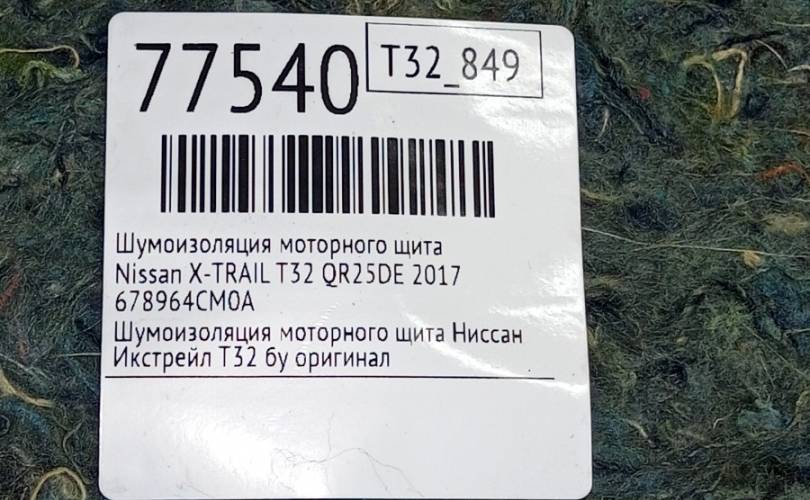 77540
T32_849
Шумоизоляция моторного щита
Nissan X-TRAIL T32 QR25DE 2017
678964CM0A
Шумоизоляция моторного щита Ниссан
Икстрейл Т32 бу оригинал